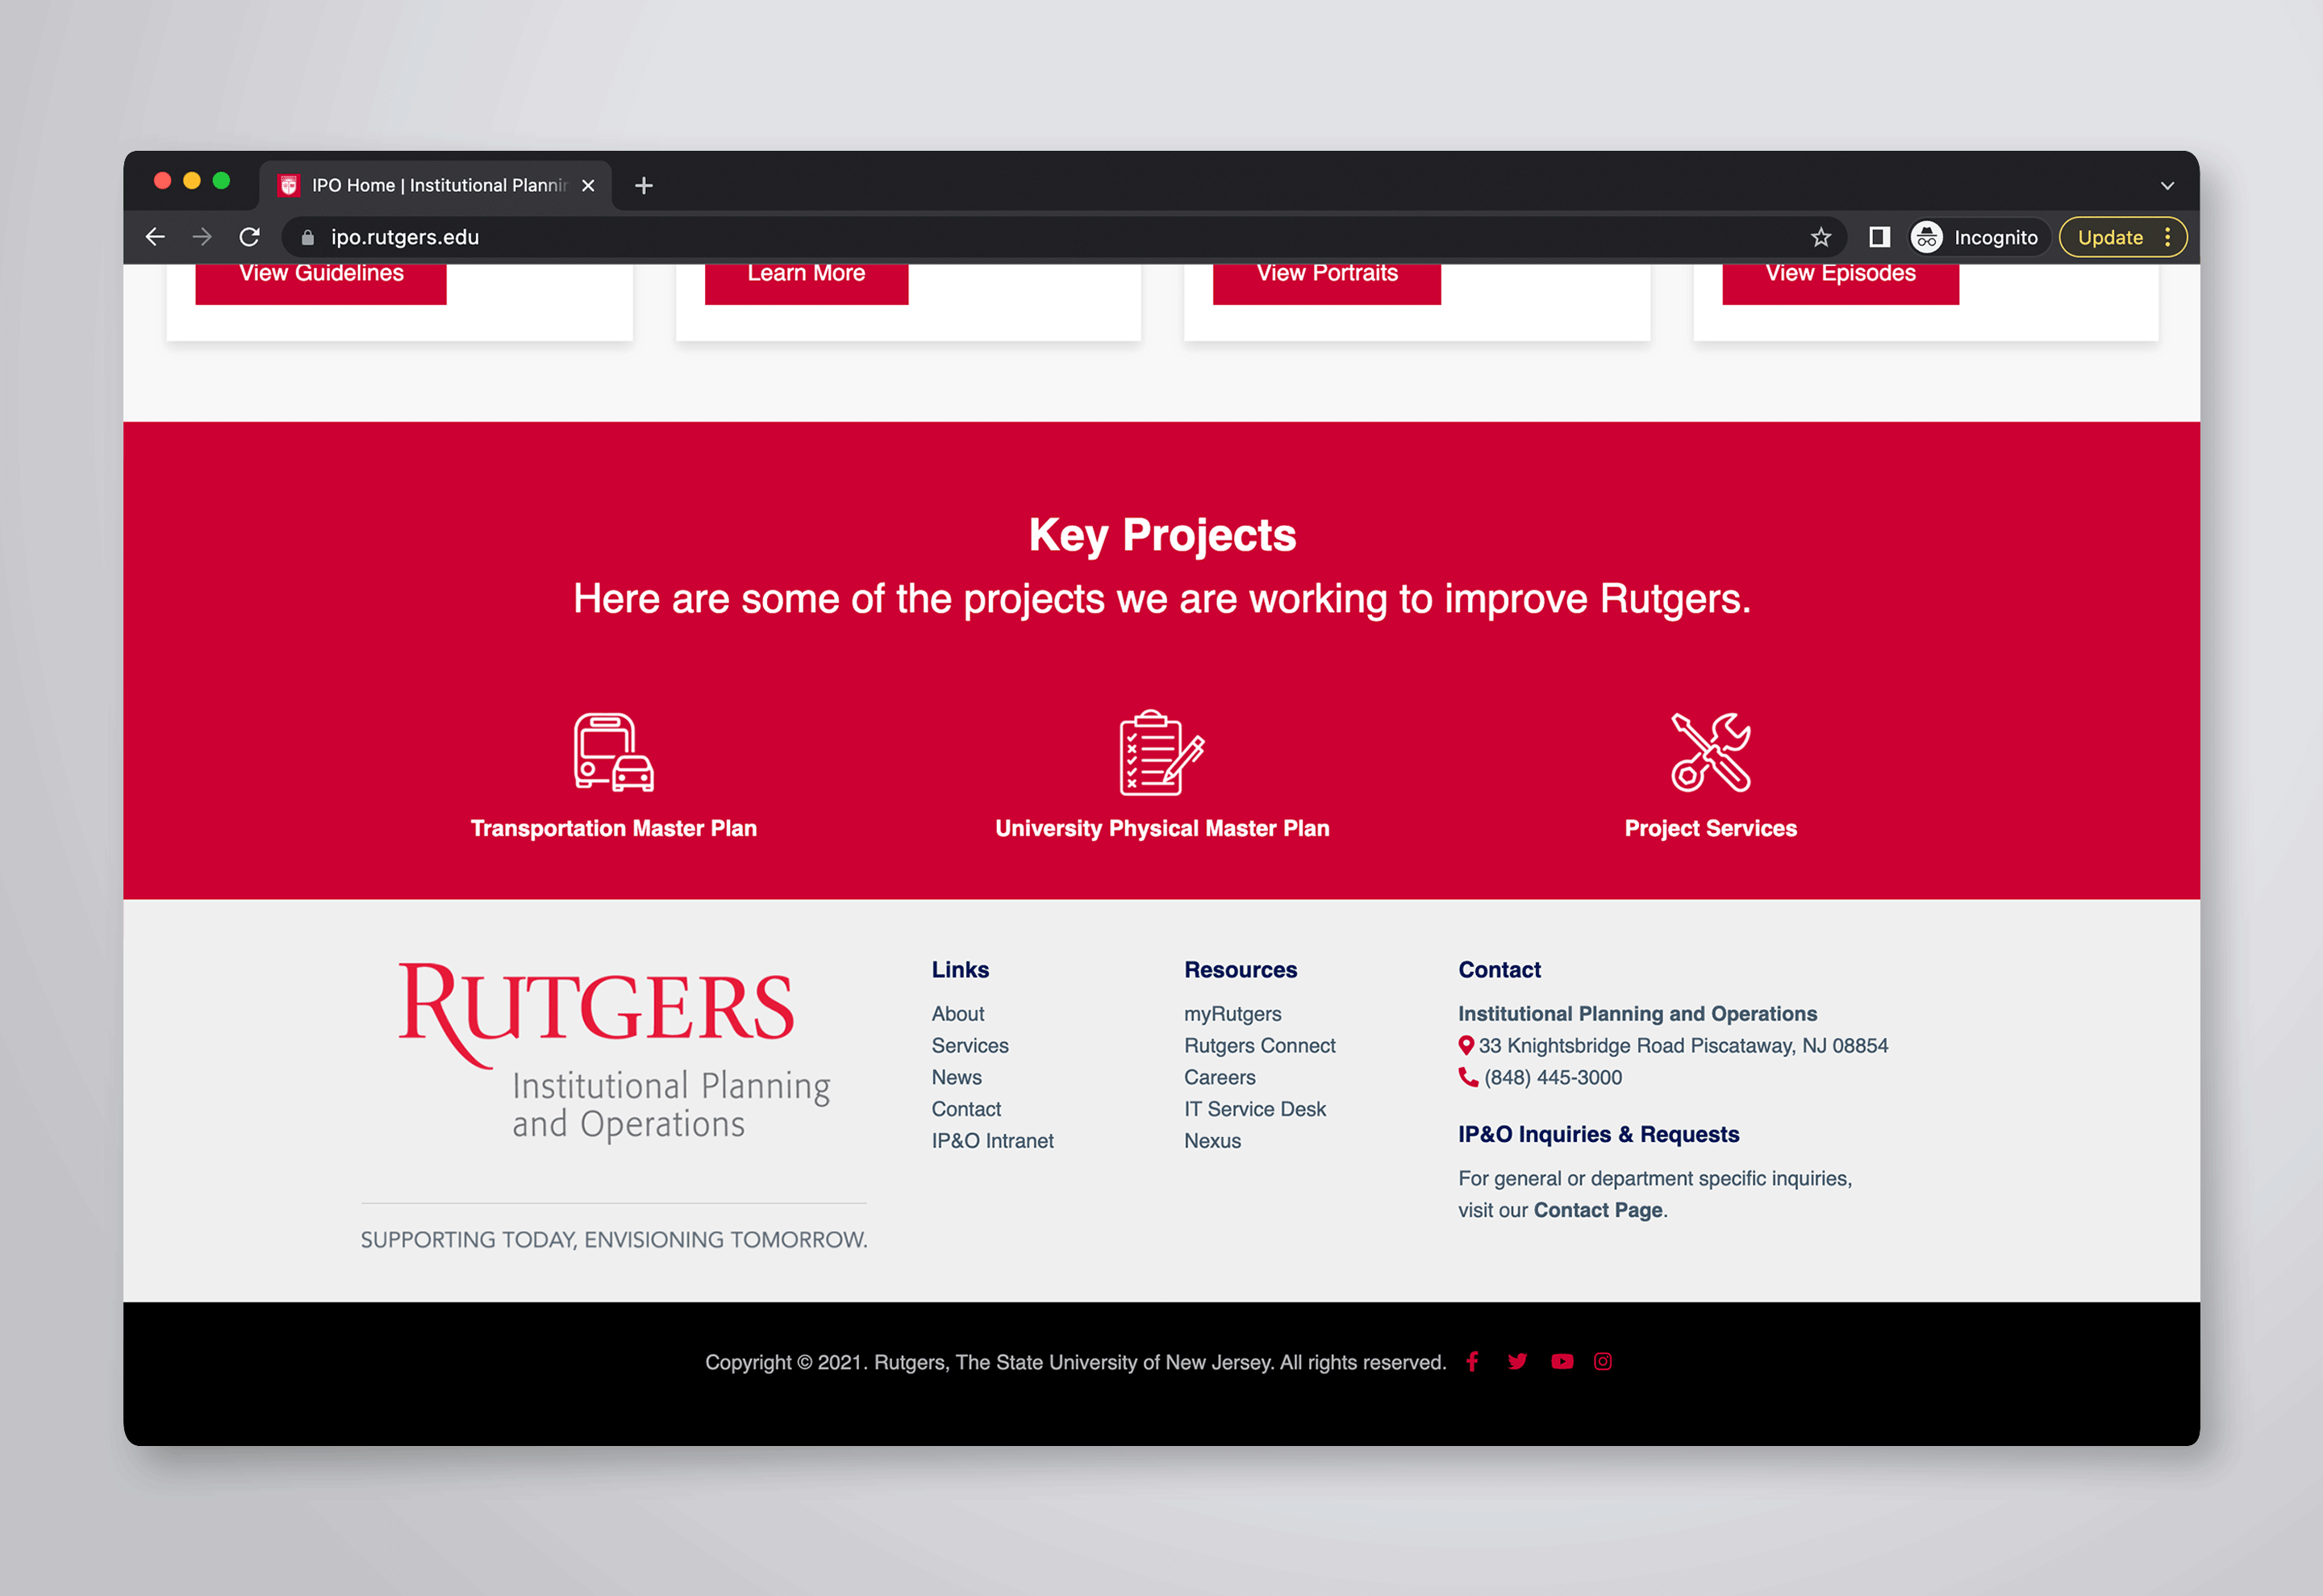 IPO Home | Institutional Plannin
ipo.rutgers.edu
Incognito
Update
View Guidelines
Learn More
View Portraits
View Episodes
Key Projects
Here are some of the projects we are working to improve Rutgers.
Transportation Master Plan
University Physical Master Plan
Project Services
RUTGERS
Institutional Planning
and Operations
SUPPORTING TODAY, ENVISIONING TOMORROW.
Links
About
Services
News
Contact
IP&O Intranet
Resources
myRutgers
Rutgers Connect
Careers
IT Service Desk
Nexus
Contact
Institutional Planning and Operations
33 Knightsbridge Road Piscataway, NJ 08854
(848) 445-3000
IP&O Inquiries & Requests
For general or department specific inquiries,
visit our Contact Page.
Copyright © 2021. Rutgers, The State University of New Jersey. All rights reserved.